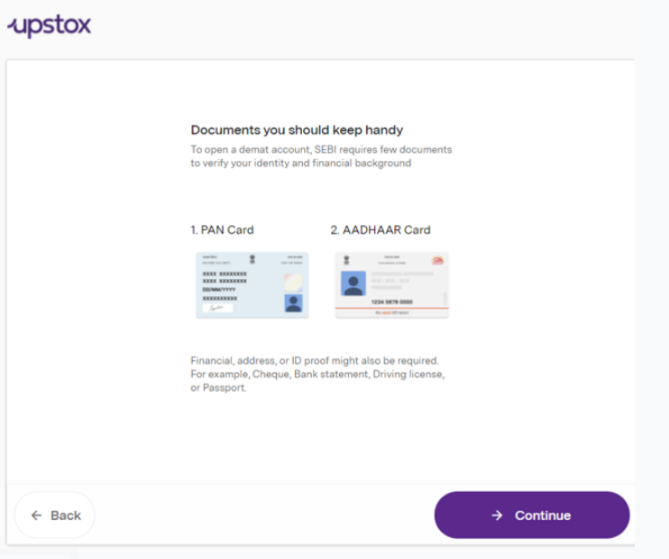 upstox
Documents you should keep handy
To open a demat account, SEBI requires few documents
to verify your identity and financial background
1. PAN Card
2. AADHAAR Card
XXXX XXXXXXXX
XXXX XXXXXXXX
DD/MM/YYYY
XXXXXXXXXX
1234 5678 0000
Financial, address, or ID proof might also be required.
For example, Cheque, Bank statement, Driving license,
or Passport.
← Back
→ Continue